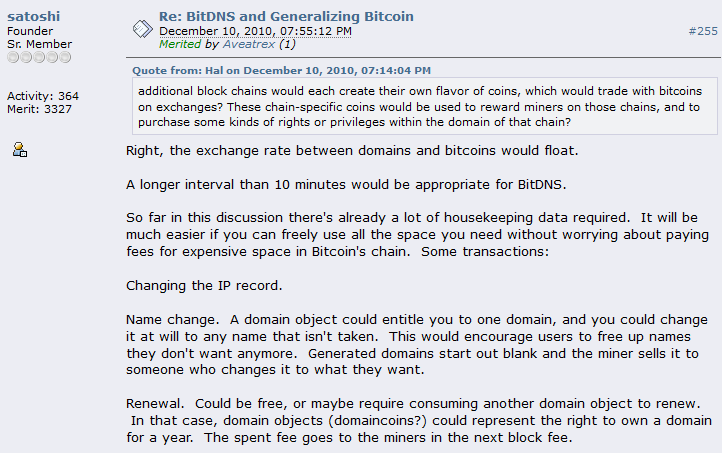 satoshi
Founder
Sr. Member
Activity: 364
Merit: 3327
Re: BitDNS and Generalizing Bitcoin
December 10, 2010, 07:55:12 PM
Merited by Aveatrex (1)
#255
Quote from: Hal on December 10, 2010, 07:14:04 PM
additional block chains would each create their own flavor of coins, which would trade with bitcoins
on exchanges? These chain-specific coins would be used to reward miners on those chains, and to
purchase some kinds of rights or privileges within the domain of that chain?
Right, the exchange rate between domains and bitcoins would float.
A longer interval than 10 minutes would be appropriate for BitDNS.
So far in this discussion there's already a lot of housekeeping data required.  It will be
much easier if you can freely use all the space you need without worrying about paying
fees for expensive space in Bitcoin's chain.  Some transactions:
Changing the IP record.
Name change.  A domain object could entitle you to one domain, and you could change
it at will to any name that isn't taken.  This would encourage users to free up names
they don't want anymore.  Generated domains start out blank and the miner sells it to
someone who changes it to what they want.
Renewal.  Could be free, or maybe require consuming another domain object to renew.
In that case, domain objects (domaincoins?) could represent the right to own a domain
for a year.  The spent fee goes to the miners in the next block fee.